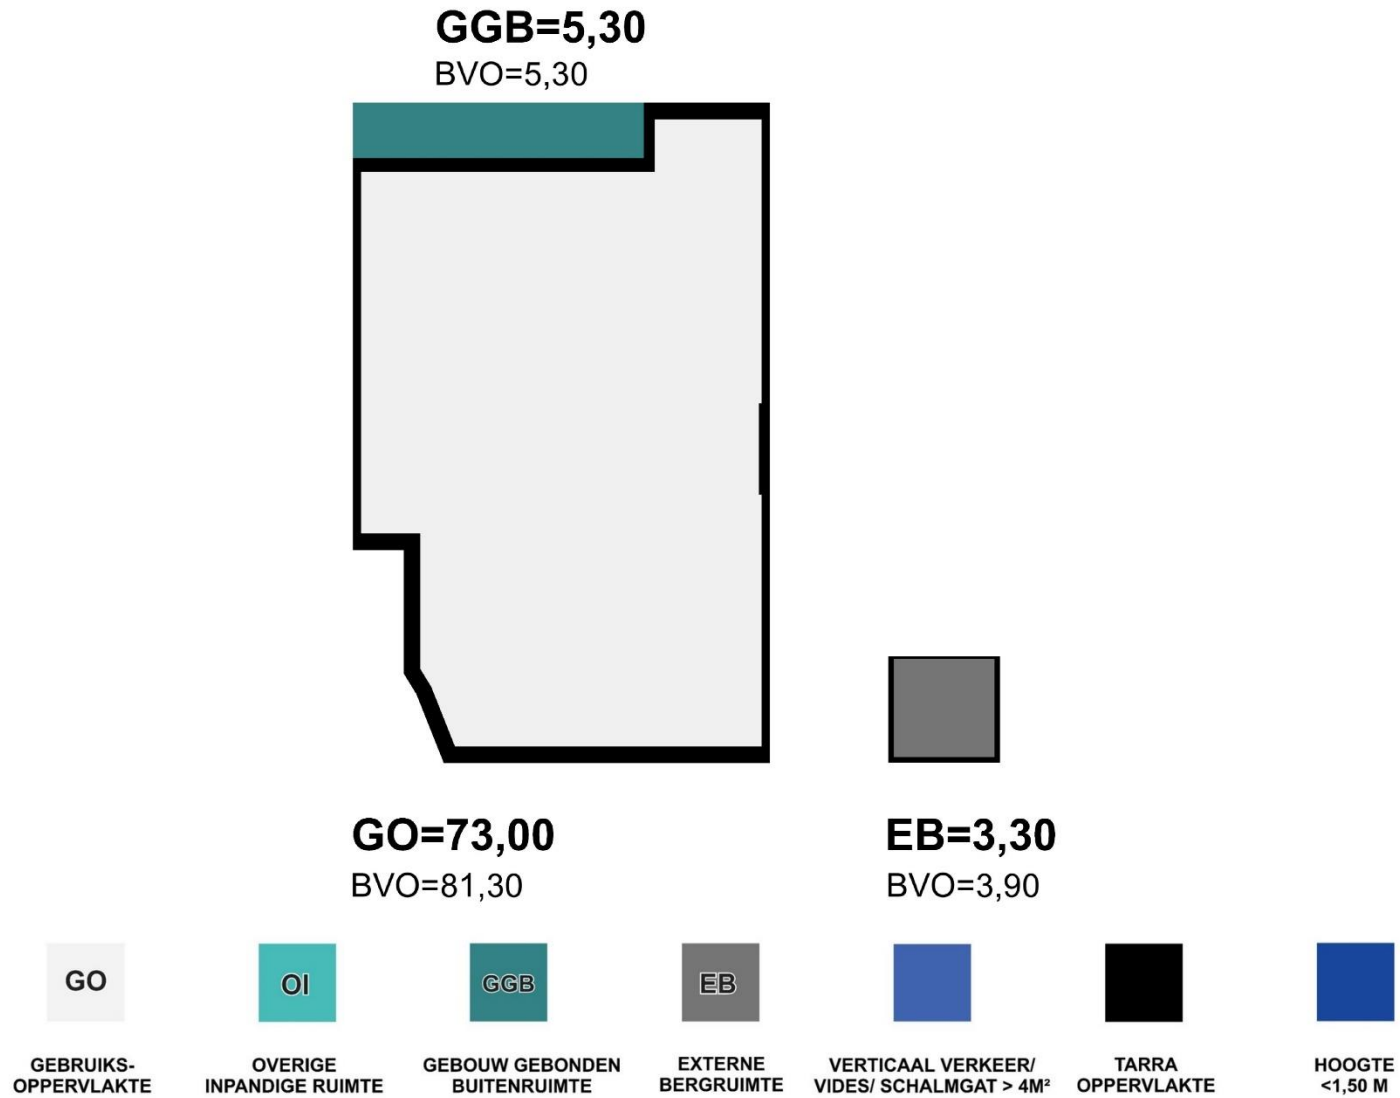 GGB=5,30
BVO=5,30
GO=73,00
BVO=81,30
EB=3,30
BVO=3,90
GO
OI
GGB
EB
GEBRUIKS-
OPPERVLAKTE
OVERIGE
INPANDIGE RUIMTE
GEBOUW GEBONDEN
BUITENRUIMTE
EXTERNE
BERGRUIMTE
VERTICAAL VERKEER/
VIDES/ SCHALMGAT > 4M²
TARRA
OPPERVLAKTE
HOOGTE
<1,50 M